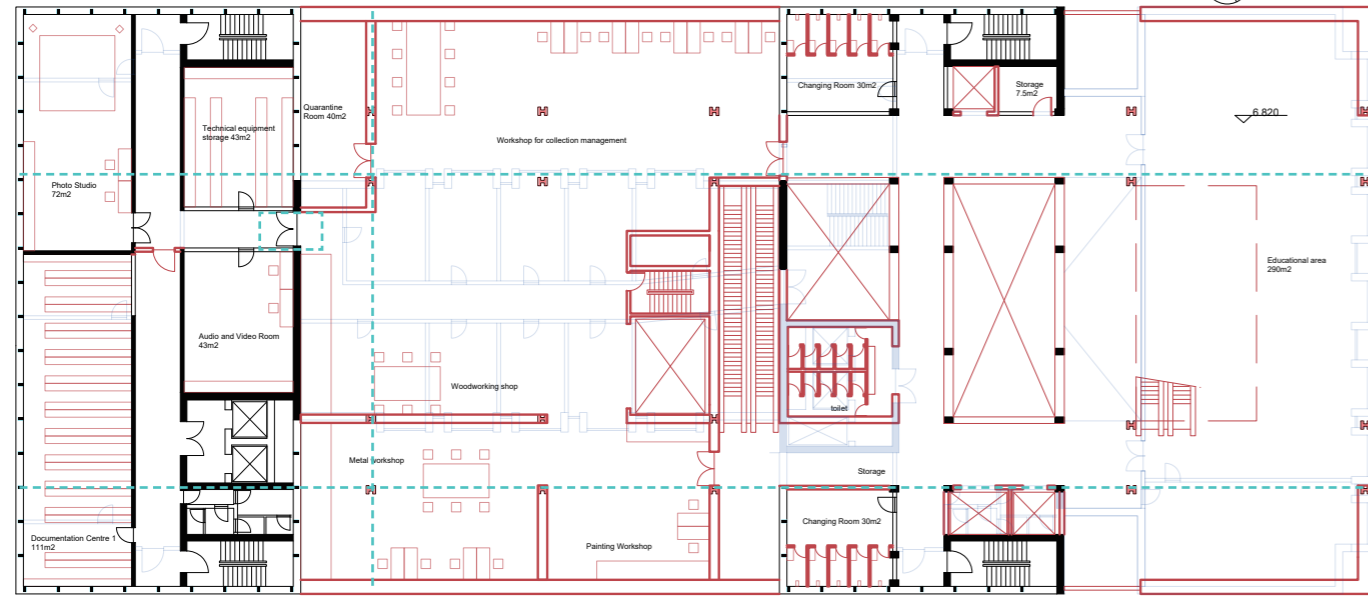 Changing Room 30m2
Storage
7.5m2
Quarantine
Room 40m2
6.820
Technical equipment
storage 43m2
Workshop for collection management
Photo Studio
72m2
Educational area
290m2
Audio and Video Room
43m2
Woodworking shop
toilet
Metal workshop
Storage
Changing Room 30m2
Documentation Centre 1
111m2
Painting Workshop